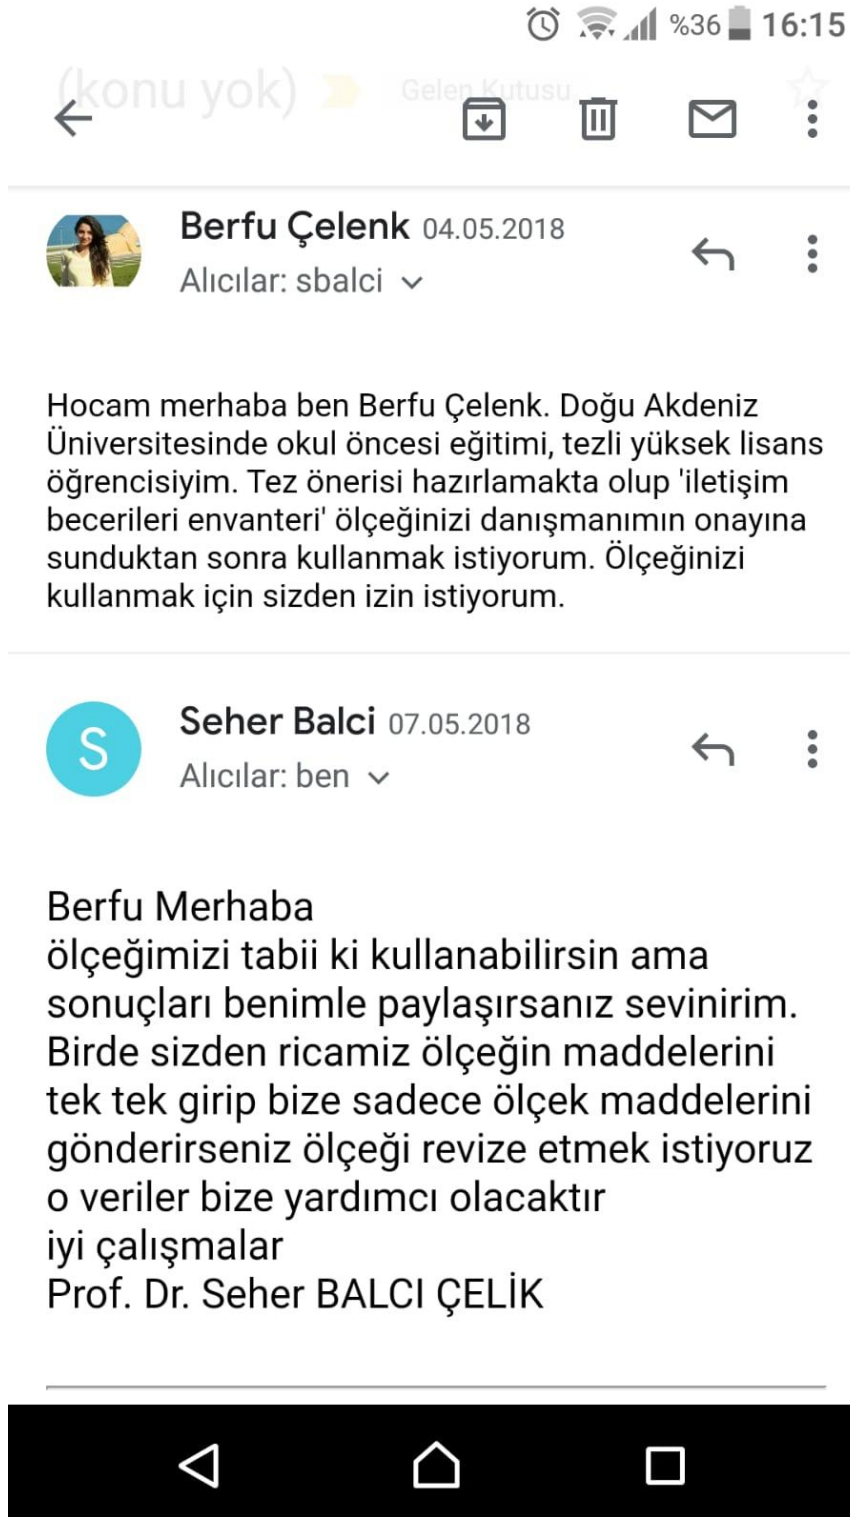 %36 16:15
(konu yok) Gelen Kutusu
Berfu Çelenk 04.05.2018
Alıcılar: sbalci
Hocam merhaba ben Berfu Çelenk. Doğu Akdeniz
Üniversitesinde okul öncesi eğitimi, tezli yüksek lisans
öğrencisiyim. Tez önerisi hazırlamakta olup 'iletişim
becerileri envanteri' ölçeğinizi danışmanımın onayına
sunduktan sonra kullanmak istiyorum. Ölçeğinizi
kullanmak için sizden izin istiyorum.
S
Seher Balci 07.05.2018
Alıcılar: ben
Berfu Merhaba
ölçeğimizi tabii ki kullanabilirsin ama
sonuçları benimle paylaşırsanız sevinirim.
Birde sizden ricamiz ölçeğin maddelerini
tek tek girip bize sadece ölçek maddelerini
gönderirseniz ölçeği revize etmek istiyoruz
o veriler bize yardımcı olacaktır
iyi çalışmalar
Prof. Dr. Seher BALCI ÇELİK